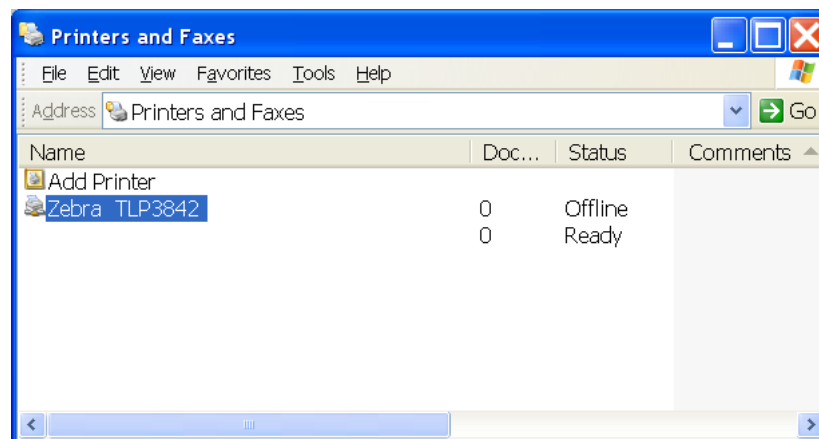 Printers and Faxes
File Edit View Favorites Tools Help
Address Printers and Faxes Go
Name Doc... Status Comments
Add Printer
Zebra TLP3842 0 Offline
0 Ready